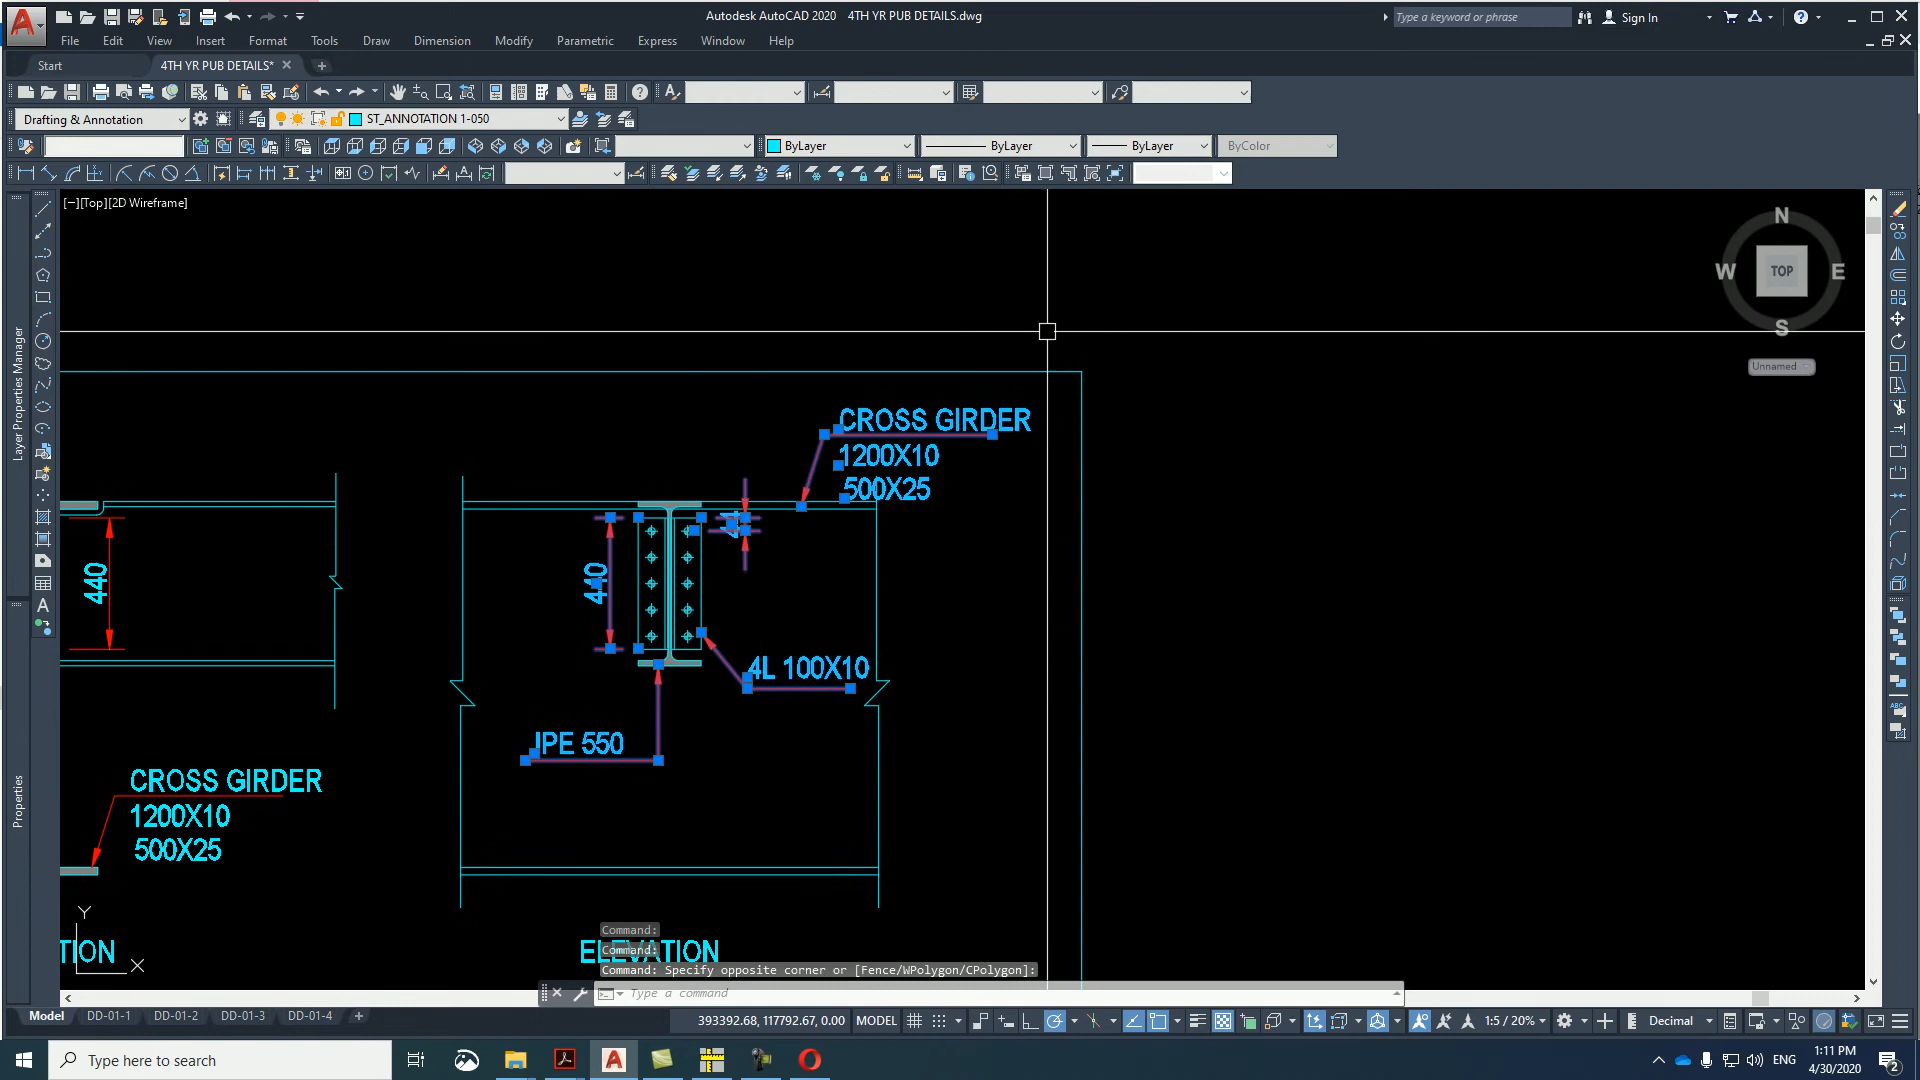 Autodesk AutoCAD 2020   4TH YR PUB DETAILS.dwg
Type a keyword or phrase
Sign In
File Edit View Insert Format Tools Draw Dimension Modify Parametric Express Window Help
Start
4TH YR PUB DETAILS*
Drafting & Annotation
ST_ANNOTATION 1-050
ByLayer
ByLayer
ByLayer
ByColor
[−][Top][2D Wireframe]
N
W
TOP
E
S
Unnamed
Layer Properties Manager
Properties
CROSS GIRDER
1200X10
500X25
440
440
4L 100X10
IPE 550
CROSS GIRDER
1200X10
500X25
Y
X
TION
ELEVATION
Command:
Command:
Command: Specify opposite corner or [Fence/WPolygon/CPolygon]:
Type a command
Model
DD-01-1
DD-01-2
DD-01-3
DD-01-4
393392.68, 117792.67, 0.00
MODEL
1:5 / 20%
Decimal
Type here to search
ENG
1:11 PM
4/30/2020
2